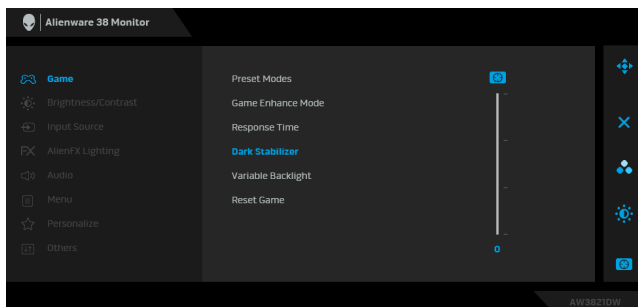 Alienware 38 Monitor
Game
Brightness/Contrast
Input Source
FX AlienFX Lighting
Audio
Menu
Personalize
Others
Preset Modes
Game Enhance Mode
Response Time
Dark Stabilizer
Variable Backlight
Reset Game
0
AW3821DW